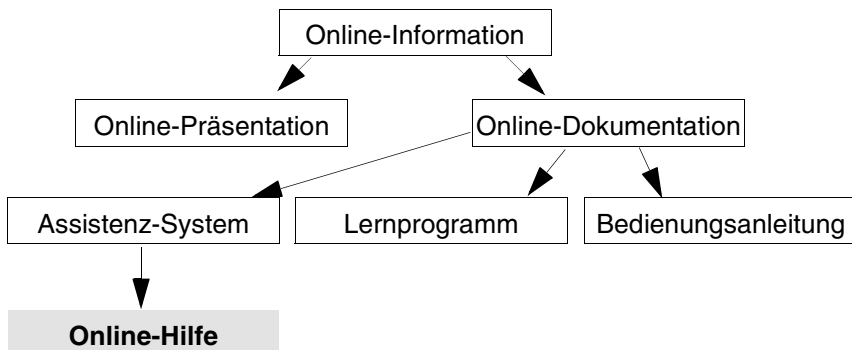 Online-Information
Online-Präsentation
Online-Dokumentation
Assistenz-System
Lernprogramm
Bedienungsanleitung
Online-Hilfe